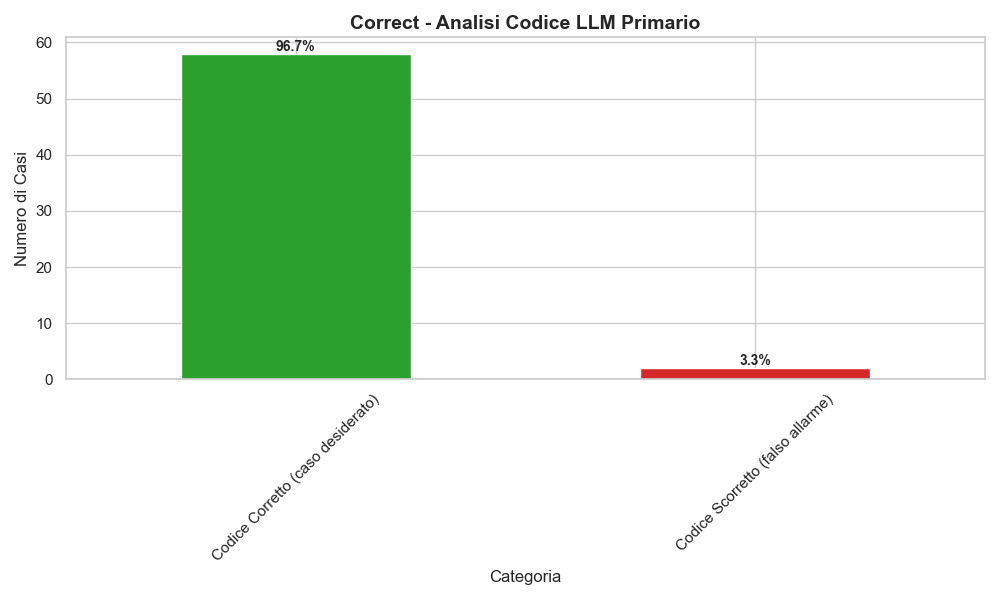 Correct - Analisi Codice LLM Primario
Numero di Casi
60
50
40
30
20
10
0
96.7%
3.3%
Codice Corretto (caso desiderato)
Codice Scorretto (falso allarme)
Categoria